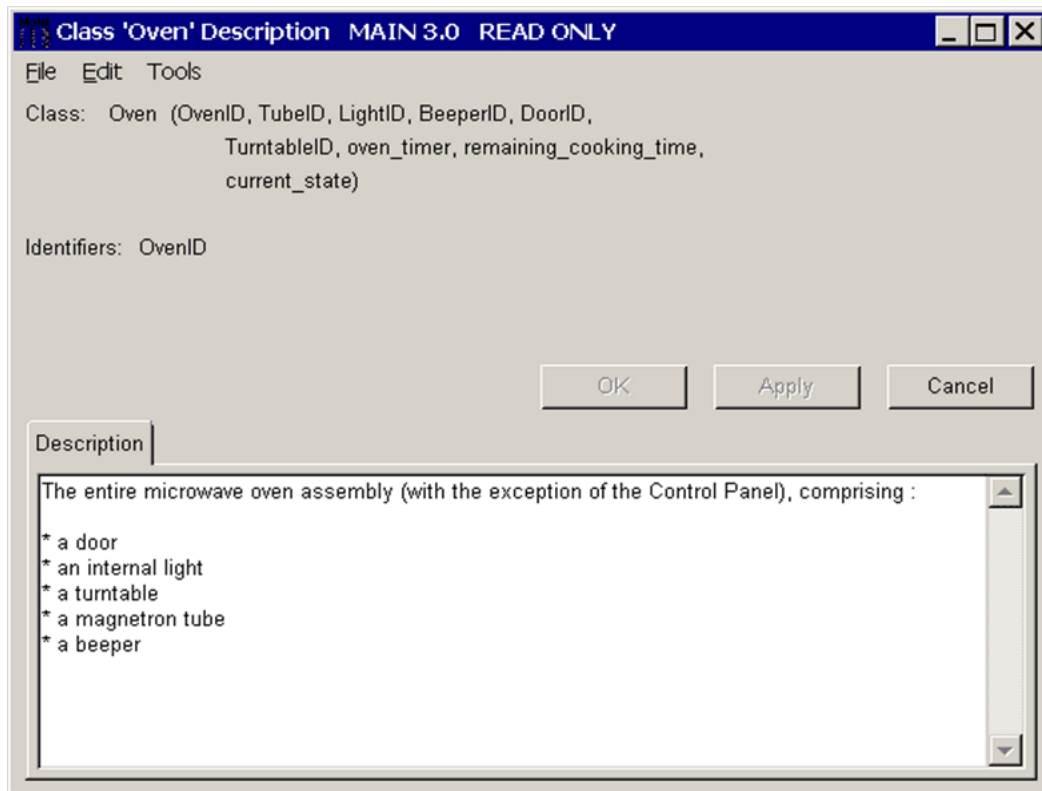 Class 'Oven' Description MAIN 3.0 READ ONLY
File Edit Tools
Class: Oven (OvenID, TubeID, LightID, BeeperID, DoorID,
TurntableID, oven_timer, remaining_cooking_time,
current_state)
Identifiers: OvenID
OK Apply Cancel
Description
The entire microwave oven assembly (with the exception of the Control Panel), comprising :
* a door
* an internal light
* a turntable
* a magnetron tube
* a beeper